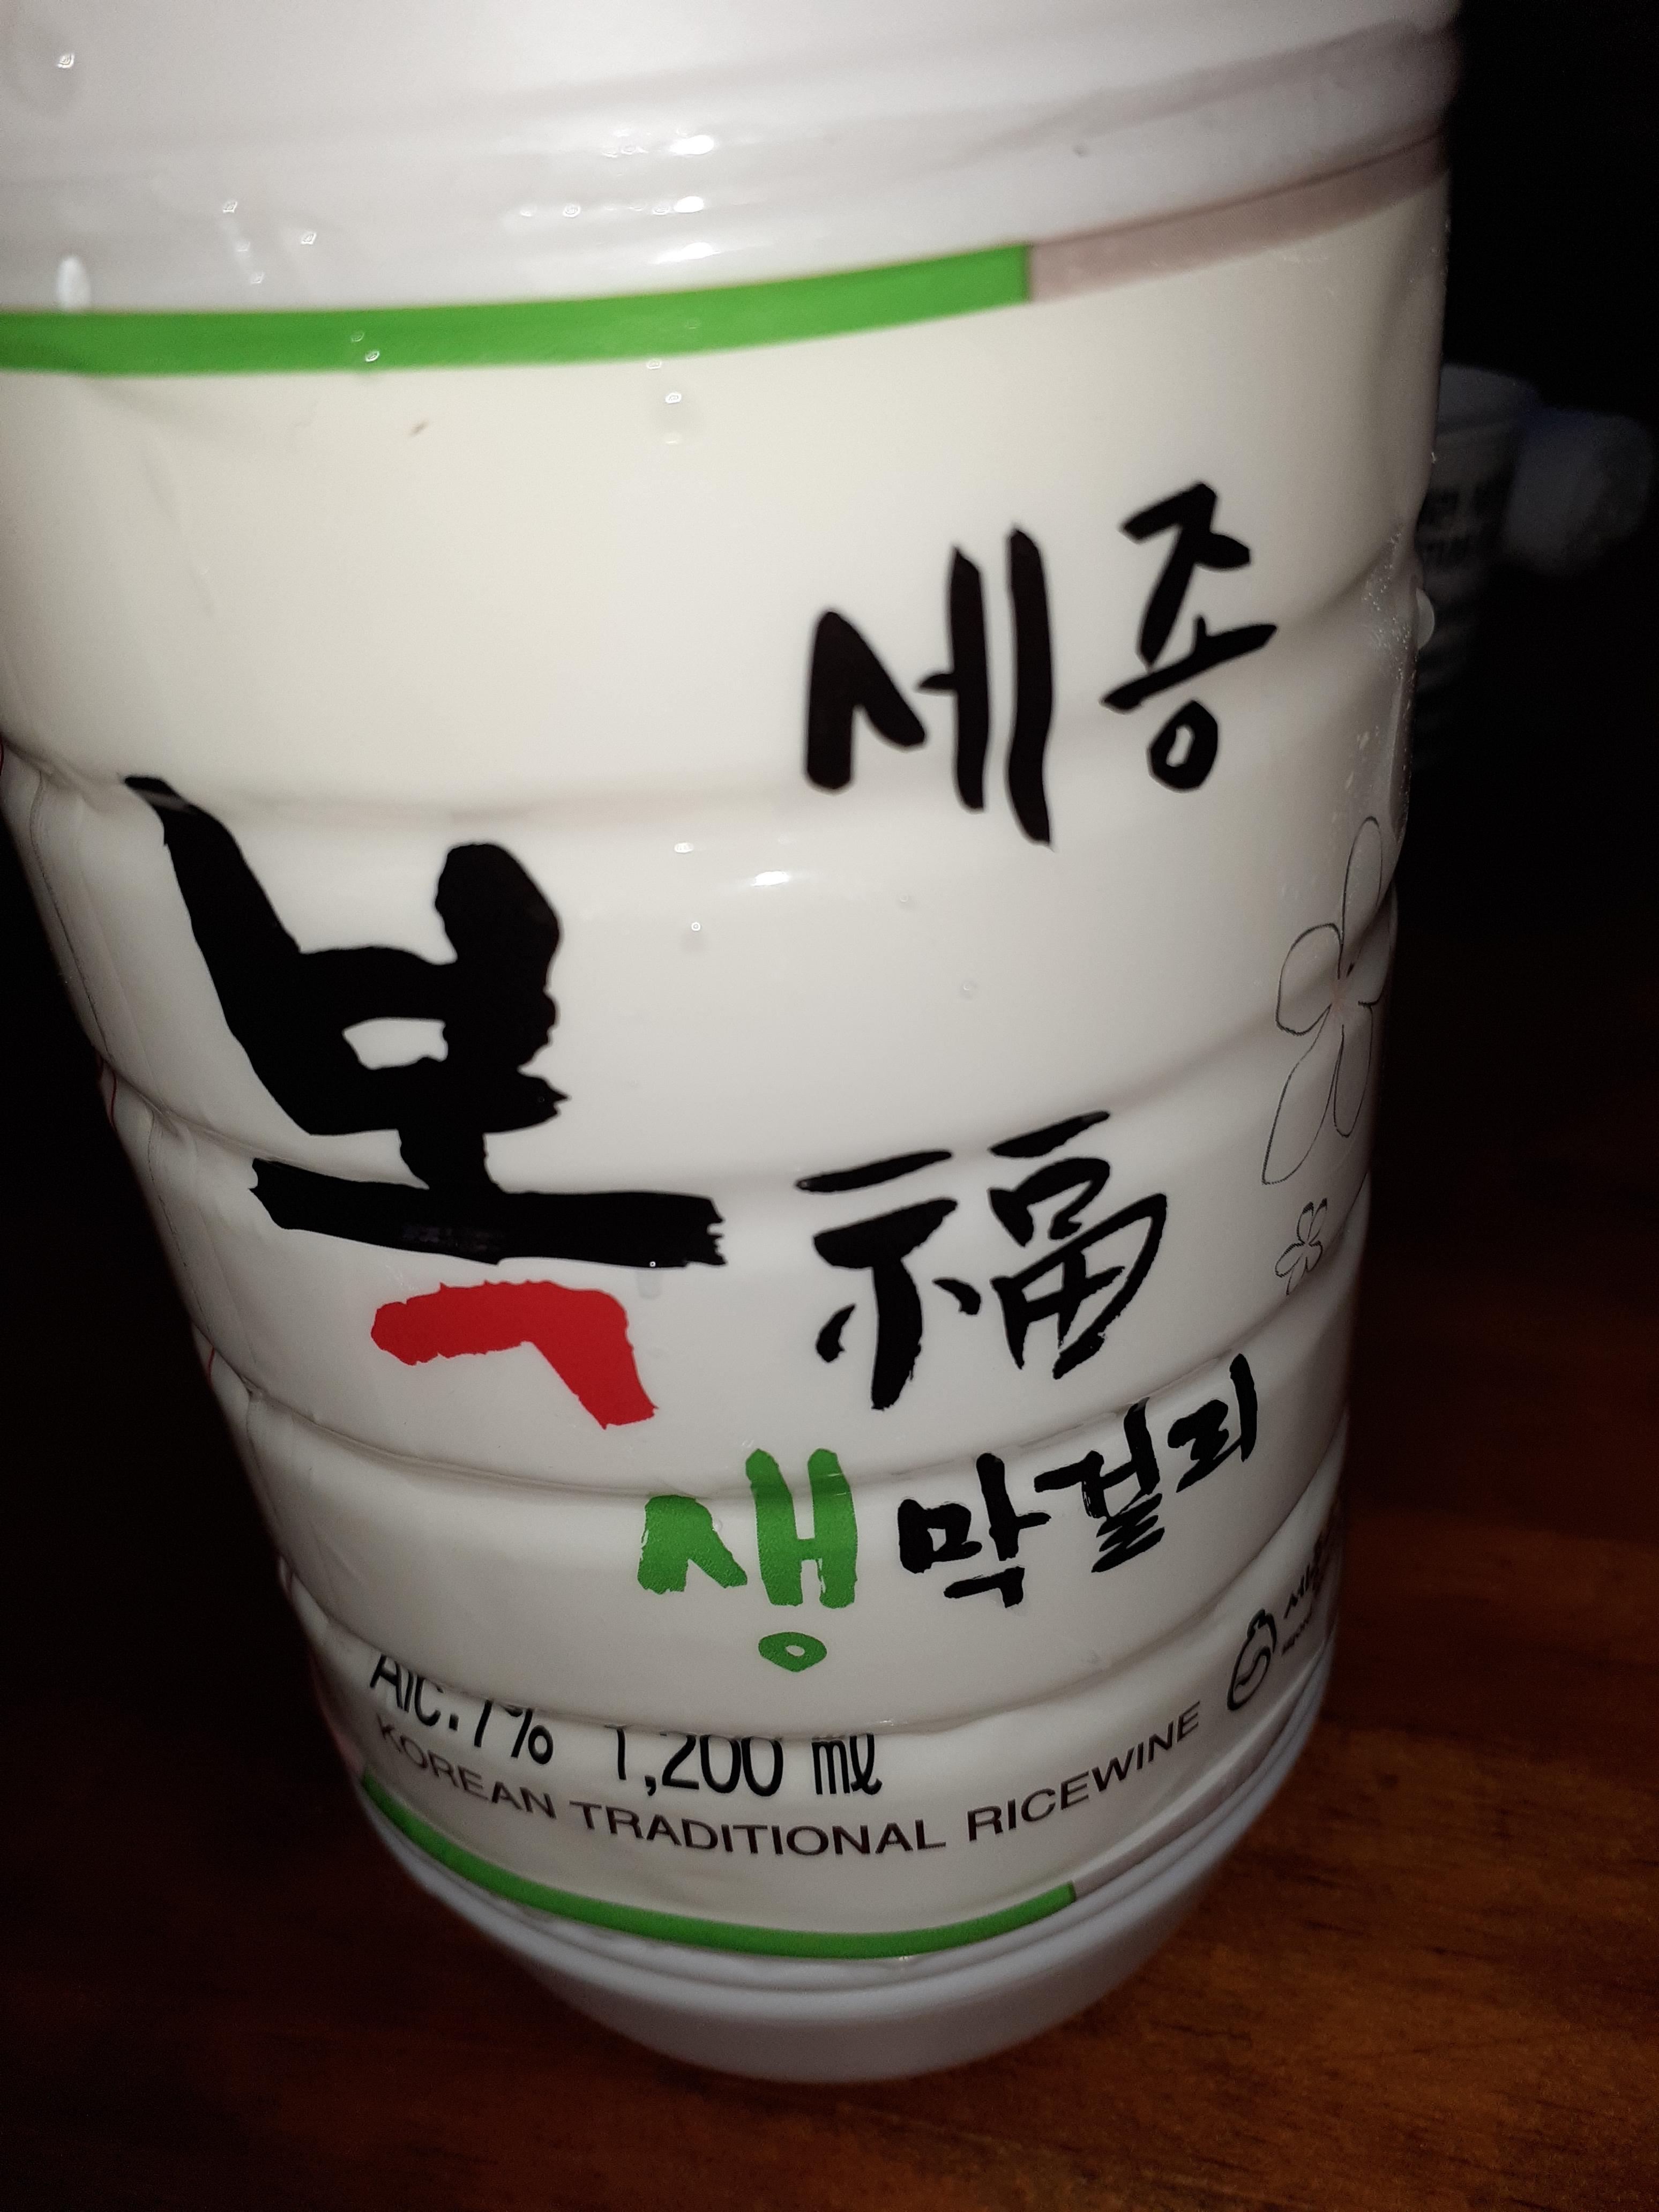 세종
복 福
생막걸리
Alc.7% 1,200 ㎖
KOREAN TRADITIONAL RICEWINE